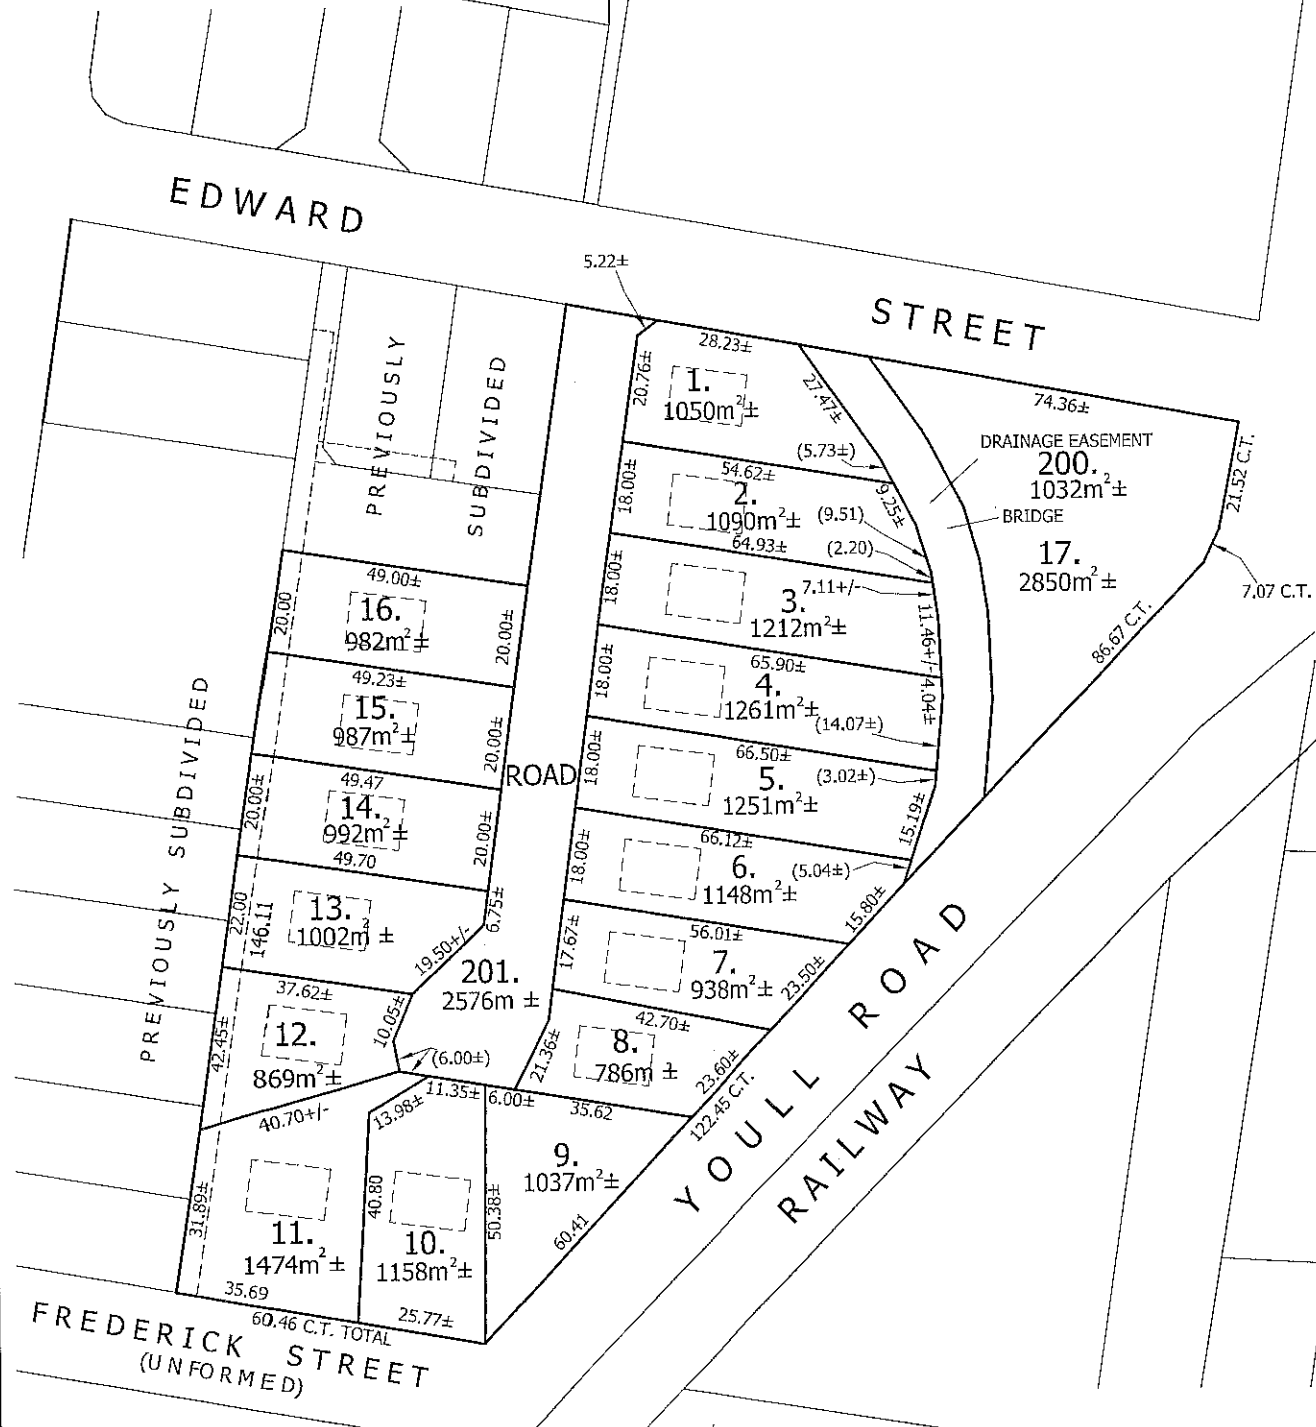 EDWARD
STREET
5.22±
28.23±
20.76±
1.
1050m²±
27.47±
(5.73±)
74.36±
DRAINAGE EASEMENT
200.
1032m²±
BRIDGE
21.52 C.T.
7.07 C.T.
17.
2850m²±
86.67 C.T.
PREVIOUSLY
SUBDIVIDED
54.62±
18.00±
2.
1090m²±
9.25±
(9.51)
(2.20)
64.93±
18.00±
3.
1212m²±
7.11+/-
11.46+/-
65.90±
18.00±
4.
1261m²±
4.04±
(14.07±)
66.50±
18.00±
5.
1251m²±
(3.02±)
15.19±
66.12±
18.00±
6.
1148m²±
(5.04±)
15.80±
56.01±
17.67±
7.
938m²±
23.50±
42.70±
21.36±
8.
786m²±
23.60±
122.45 C.T.
49.00±
20.00
16.
982m²±
20.00±
49.23±
15.
987m²±
20.00±
ROAD
49.47
20.00±
14.
992m²±
20.00±
49.70
22.00
146.11
13.
1002m²±
6.75±
19.50+/-
201.
2576m ±
37.62±
10.05±
12.
869m²±
42.45±
(6.00±)
40.70+/-
13.98±
11.35±
6.00±
35.62
9.
1037m²±
50.38±
60.41
40.80
10.
1158m²±
25.77±
31.89±
11.
1474m²±
35.69
60.46 C.T. TOTAL
PREVIOUSLY SUBDIVIDED
FREDERICK STREET
(UNFORMED)
YOULL ROAD
RAILWAY